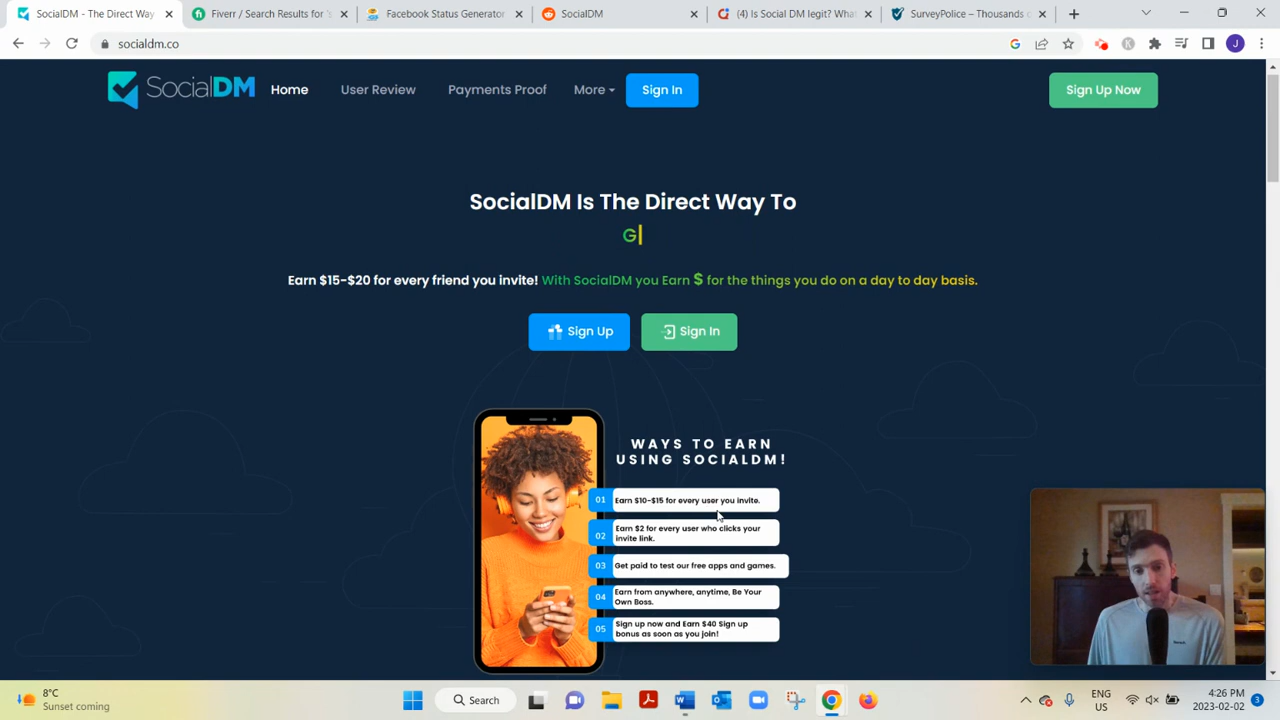 SocialDM - The Direct Way
Fiverr / Search Results for 's
Facebook Status Generator
SocialDM
(4) Is Social DM legit? Wha
SurveyPolice – Thousands o
socialdm.co
J
SocialDM
Home
User Review
Payments Proof
More
Sign In
Sign Up Now
SocialDM Is The Direct Way To
G
Earn $15-$20 for every friend you invite! With SocialDM you Earn $ for the things you do on a day to day basis.
Sign Up
Sign In
WAYS TO EARN
USING SOCIALDM!
01 Earn $10-$15 for every user you invite.
02 Earn $2 for every user who clicks your
invite link.
03 Get paid to test our free apps and games.
04 Earn from anywhere, anytime, Be Your
Own Boss.
05 Sign up now and Earn $40 Sign up
bonus as soon as you join!
8°C
Sunset coming
Search
ENG
US
4:26 PM
2023-02-02
3